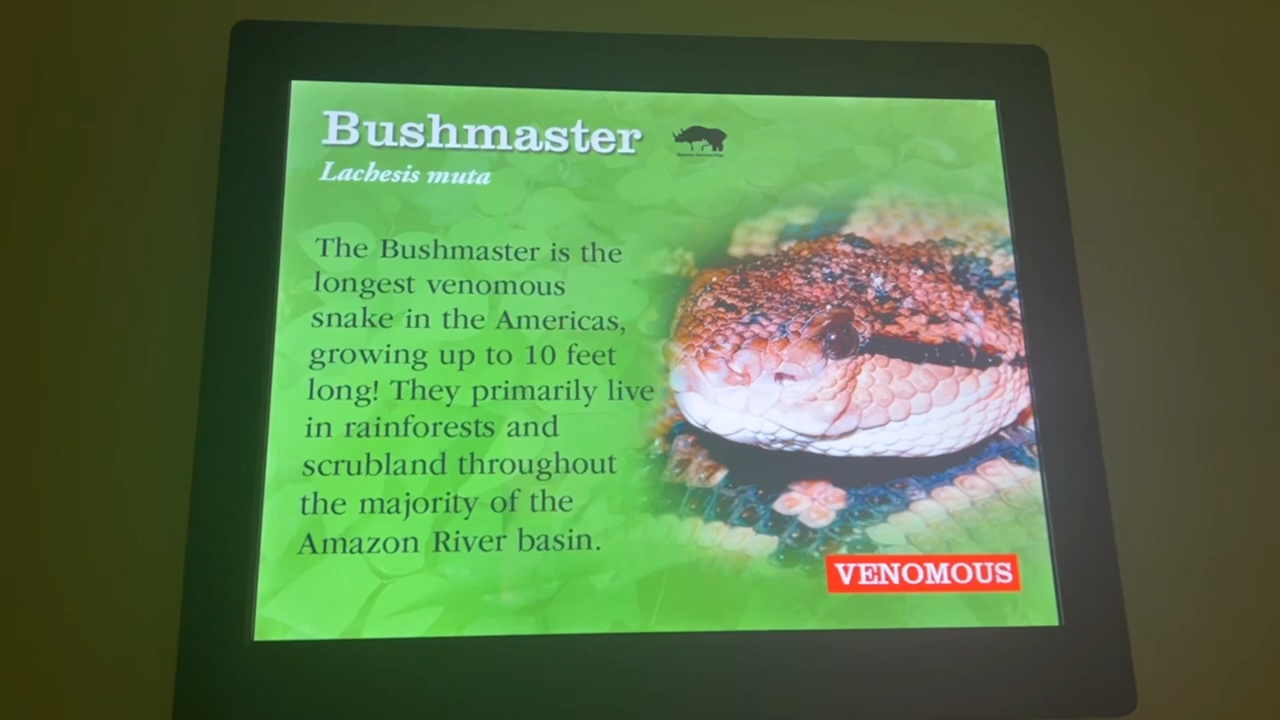 Bushmaster
Lachesis muta
The Bushmaster is the
longest venomous
snake in the Americas,
growing up to 10 feet
long! They primarily live
in rainforests and
scrubland throughout
the majority of the
Amazon River basin.
VENOMOUS